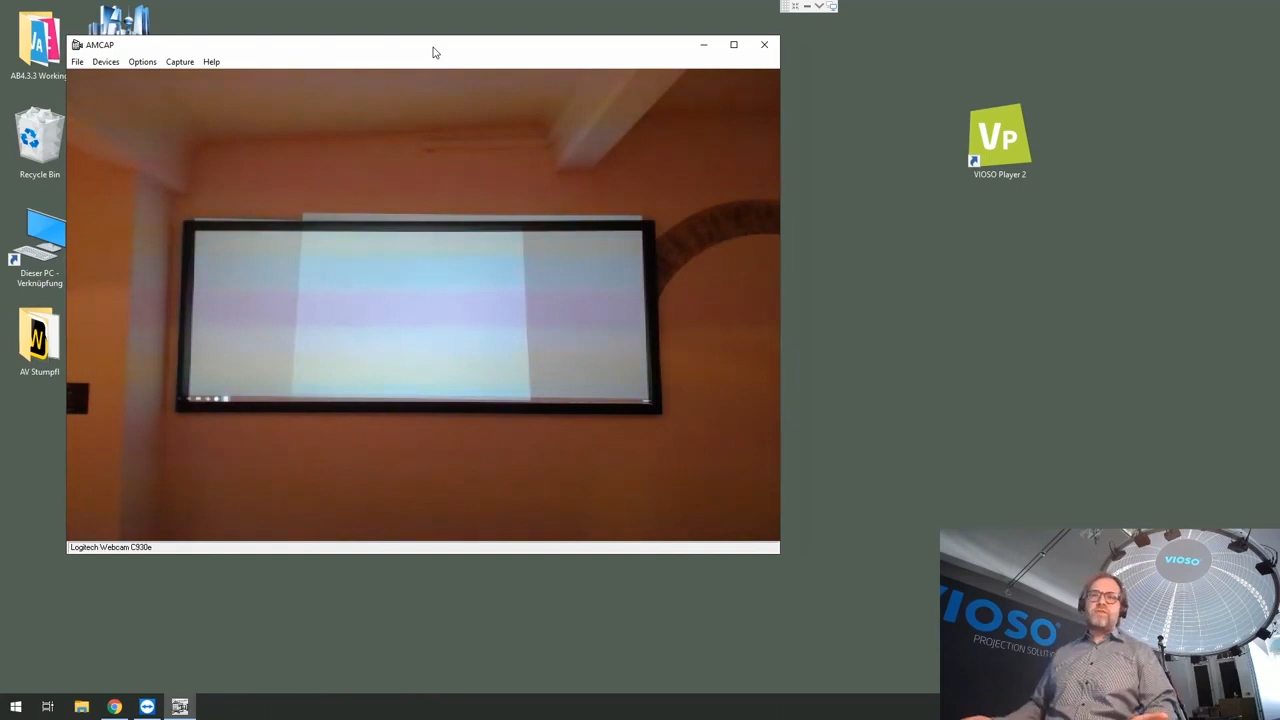 AMCAP
File Devices Options Capture Help
AB4.3.3 Working
Recycle Bin
Dieser PC -
Verknüpfung
AV Stumpfl
Logitech Webcam C930e
Vp
VIOSO Player 2
VIOSO
VIOSO
PROJECTION SOLUTI